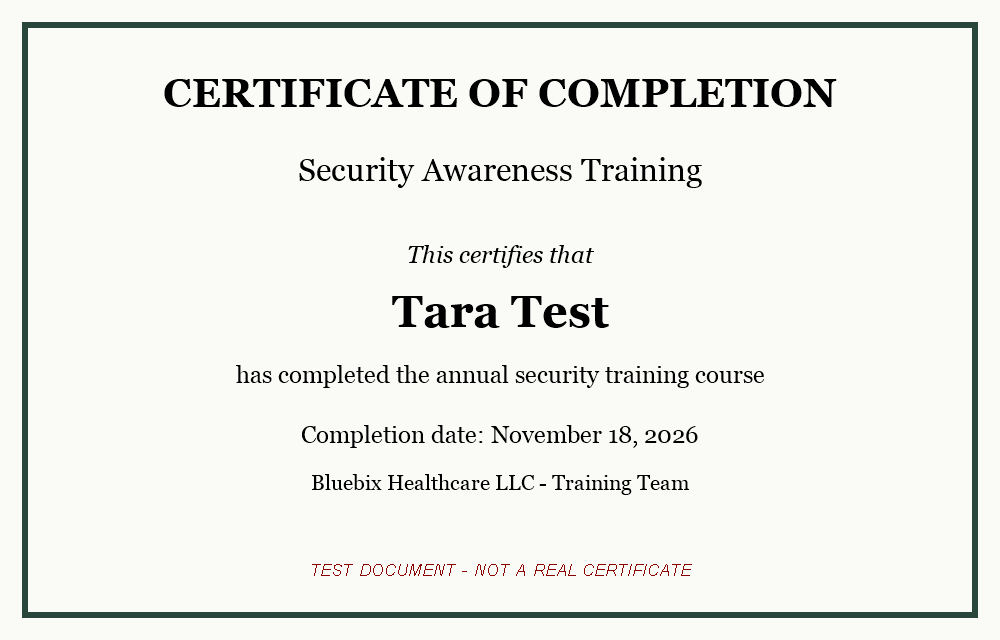 CERTIFICATE OF COMPLETION
Security Awareness Training
This certifies that
Tara Test
has completed the annual security training course
Completion date: November 18, 2026
Bluebix Healthcare LLC - Training Team
TEST DOCUMENT - NOT A REAL CERTIFICATE